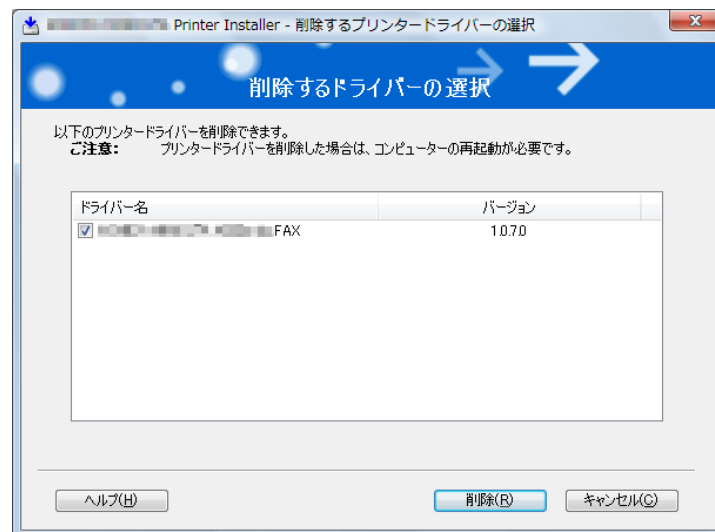 Printer Installer - 削除するプリンタードライバーの選択
削除するドライバーの選択
以下のプリンタードライバーを削除できます。
ご注意: プリンタードライバーを削除した場合は、コンピューターの再起動が必要です。
ドライバー名 バージョン
FAX 1.0.7.0
ヘルプ(H) 削除(R) キャンセル(C)